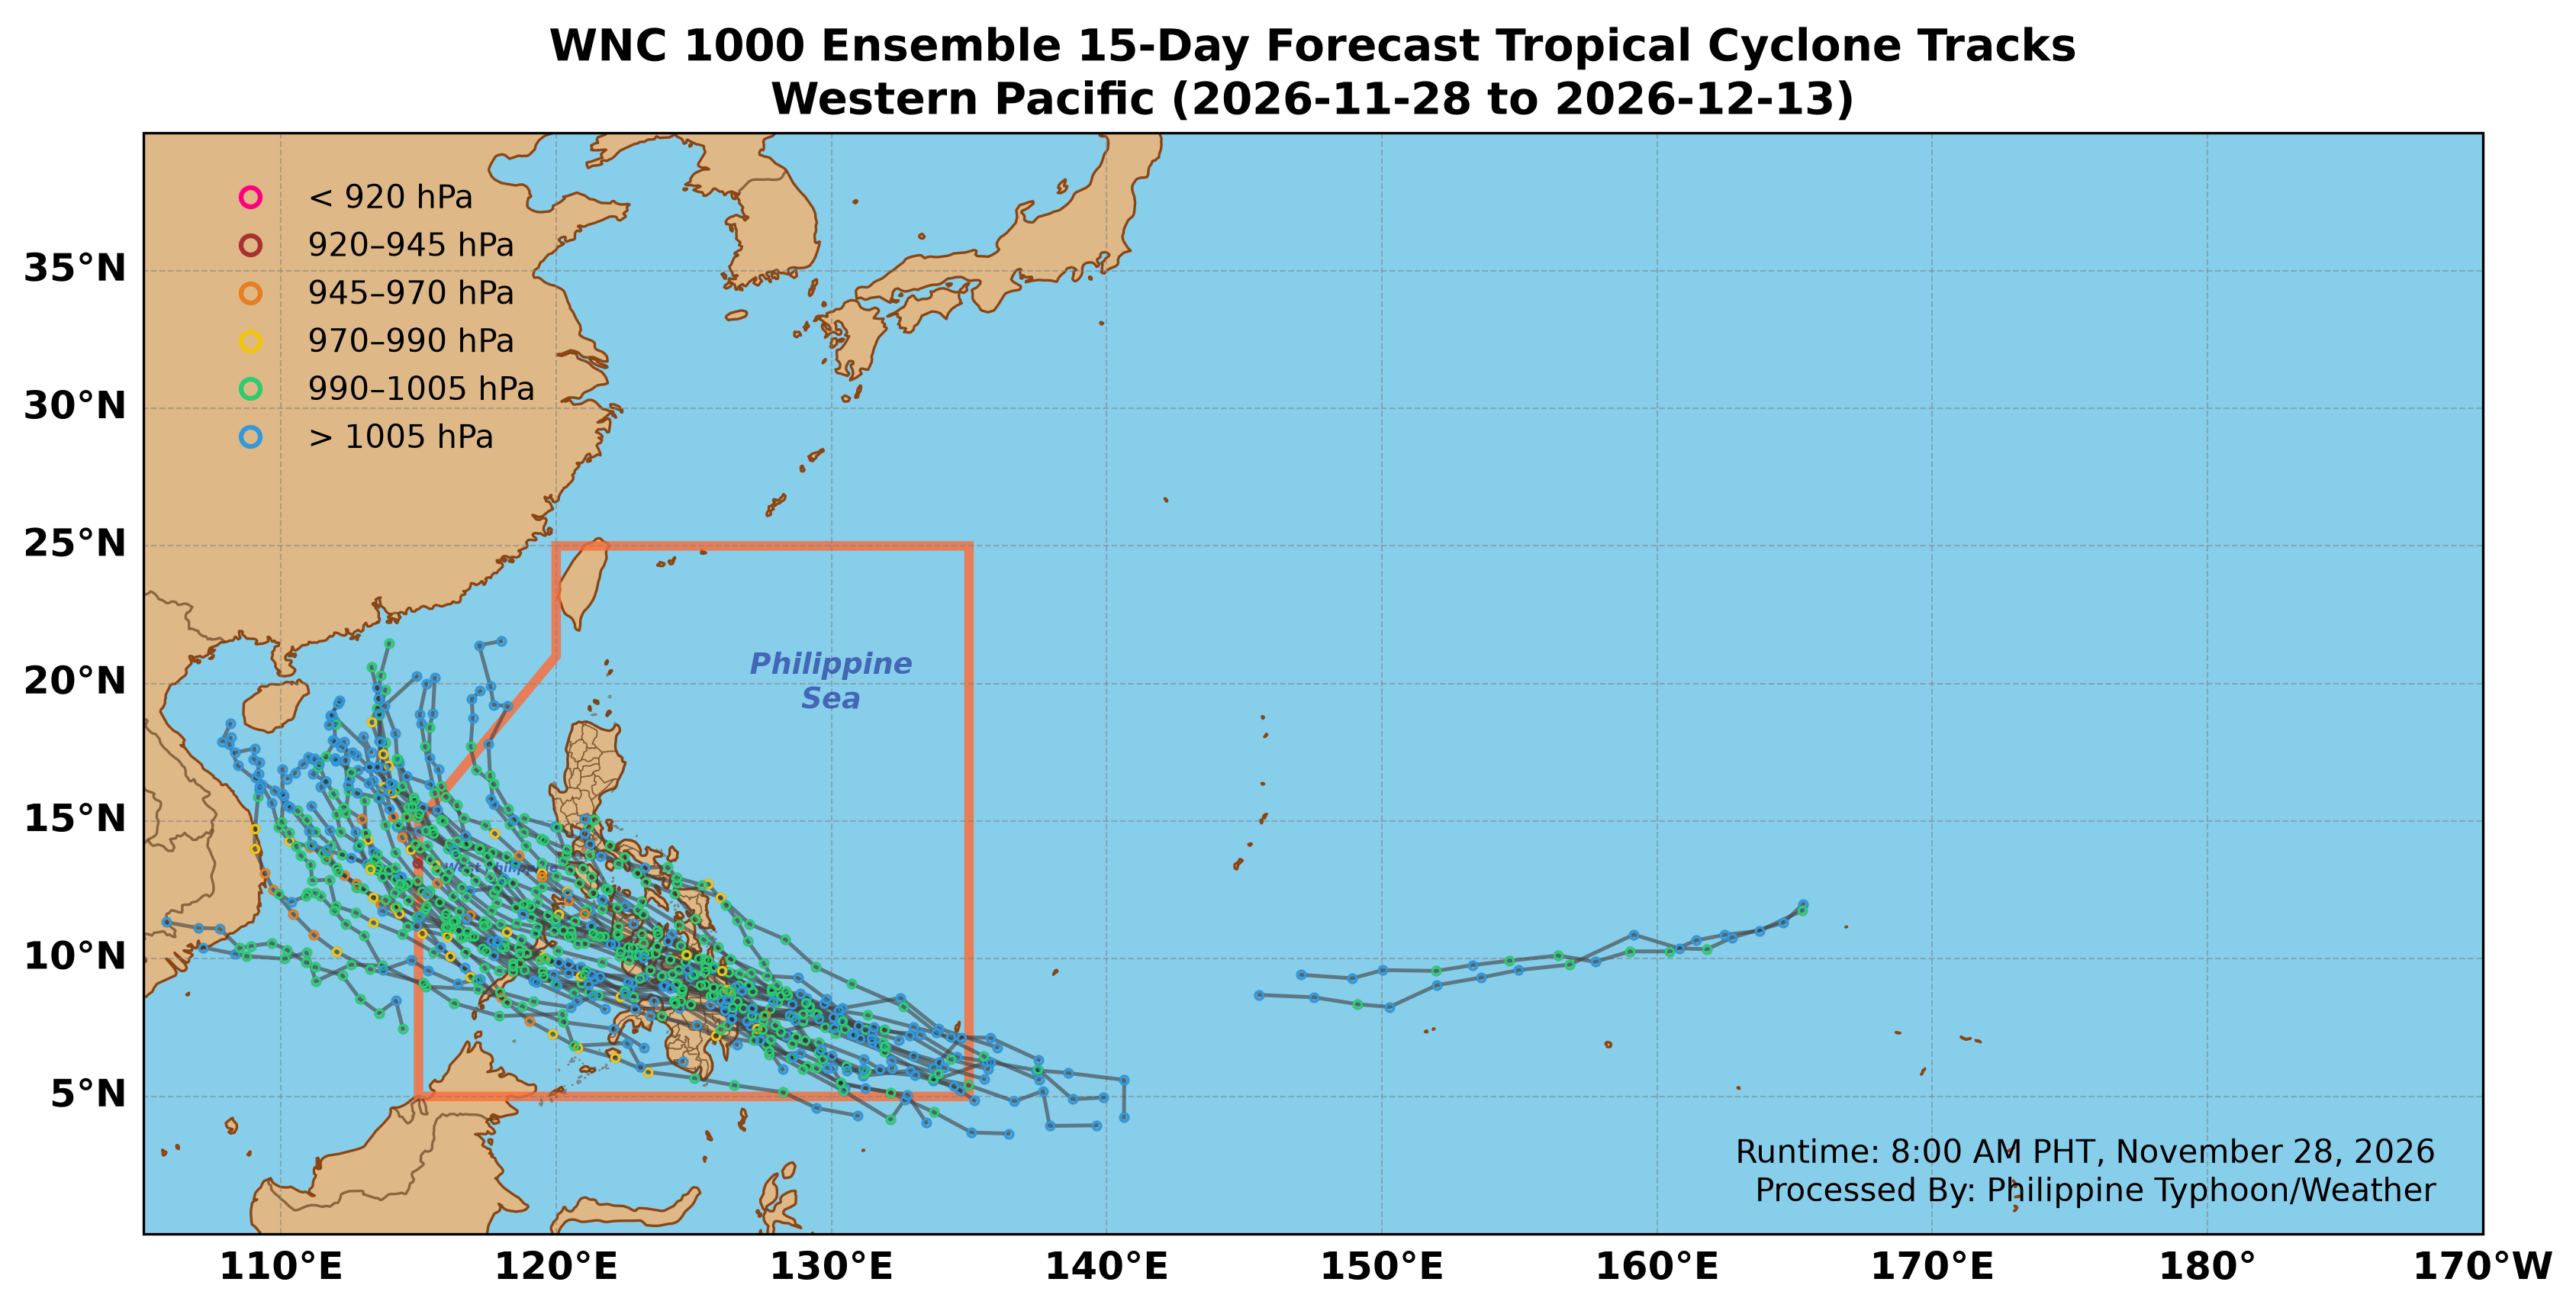 WNC 1000 Ensemble 15-Day Forecast Tropical Cyclone Tracks
Western Pacific (2026-11-28 to 2026-12-13)
< 920 hPa
920–945 hPa
945–970 hPa
970–990 hPa
990–1005 hPa
> 1005 hPa
35°N
30°N
25°N
20°N
15°N
10°N
5°N
Philippine
Sea
West Philippine
Runtime: 8:00 AM PHT, November 28, 2026
Processed By: Philippine Typhoon/Weather
110°E
120°E
130°E
140°E
150°E
160°E
170°E
180°
170°W